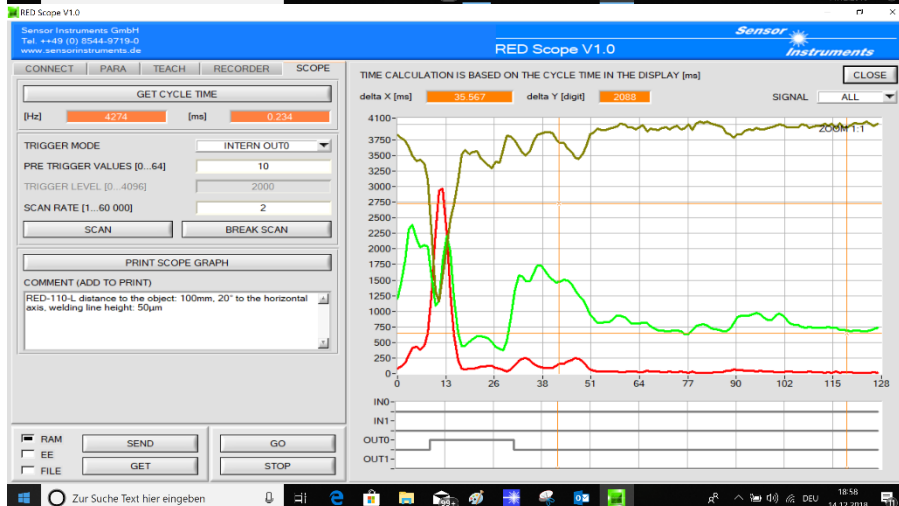 RED Scope V1.0
Sensor Instruments GmbH
Tel. ++49 (0) 8544-9719-0
www.sensorinstruments.de
RED Scope V1.0
Sensor
Instruments
CONNECT PARA TEACH RECORDER SCOPE
GET CYCLE TIME
[Hz] 4274 [ms] 0.234
TRIGGER MODE INTERN OUT0
PRE TRIGGER VALUES [0...64] 10
TRIGGER LEVEL [0...4096] 2000
SCAN RATE [1...60 000] 2
SCAN BREAK SCAN
PRINT SCOPE GRAPH
COMMENT (ADD TO PRINT)
RED-110-L distance to the object: 100mm, 20° to the horizontal
axis, welding line height: 50µm
RAM
EE
FILE
SEND GO
GET STOP
TIME CALCULATION IS BASED ON THE CYCLE TIME IN THE DISPLAY [ms]
CLOSE
delta X [ms] 35.567 delta Y [digit] 2088 SIGNAL ALL
ZOOM 1:1
4100
3750
3500
3250
3000
2750
2500
2250
2000
1750
1500
1250
1000
750
500
250
0
0 13 26 38 51 64 77 90 102 115 128
IN0
IN1
OUT0
OUT1
Zur Suche Text hier eingeben
99+
DEU
18:58
14.12.2018